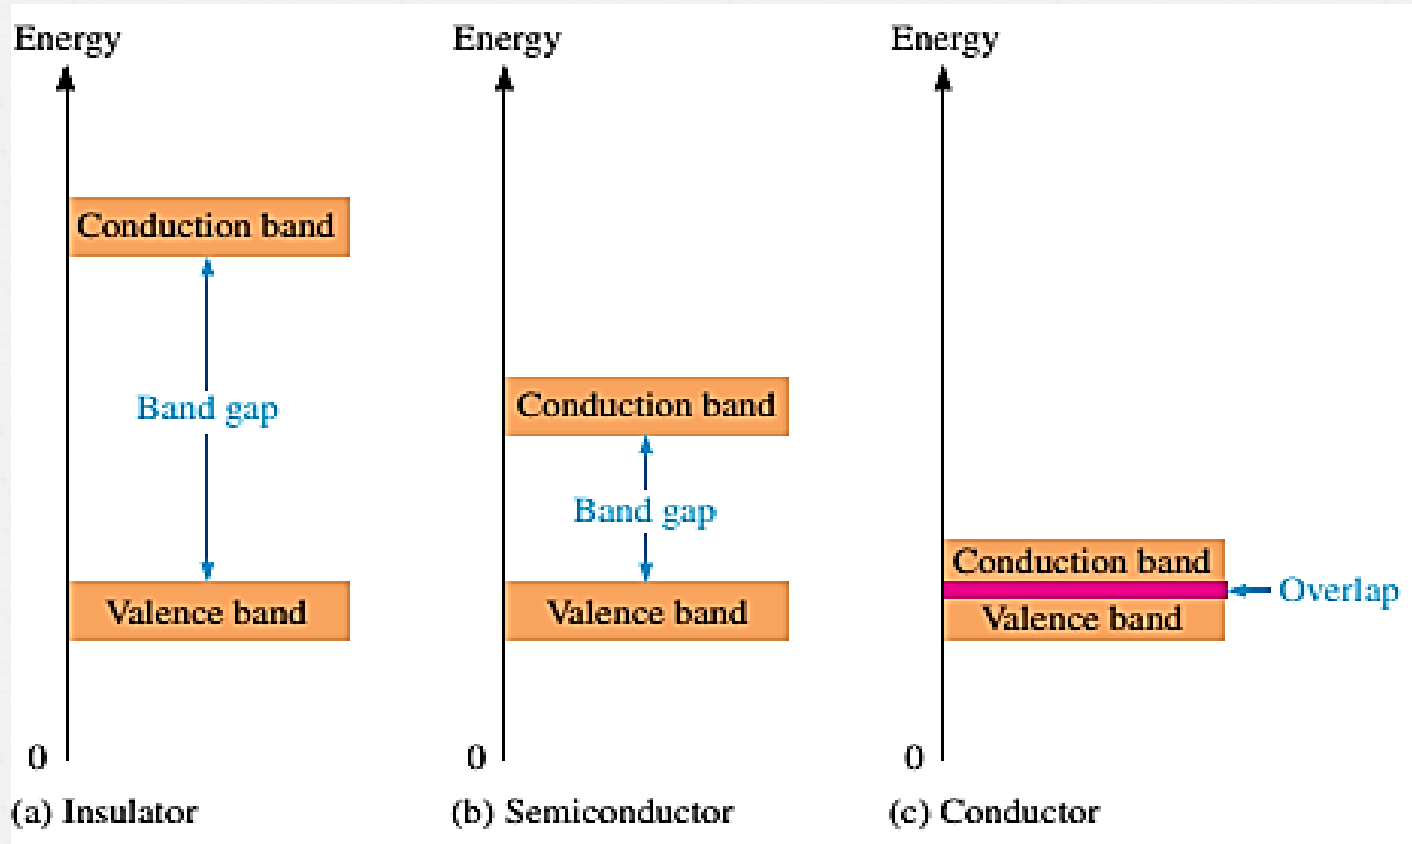 Energy
Conduction band
Band gap
Valence band
0
(a) Insulator
Energy
Conduction band
Band gap
Valence band
0
(b) Semiconductor
Energy
Conduction band
Overlap
Valence band
0
(c) Conductor